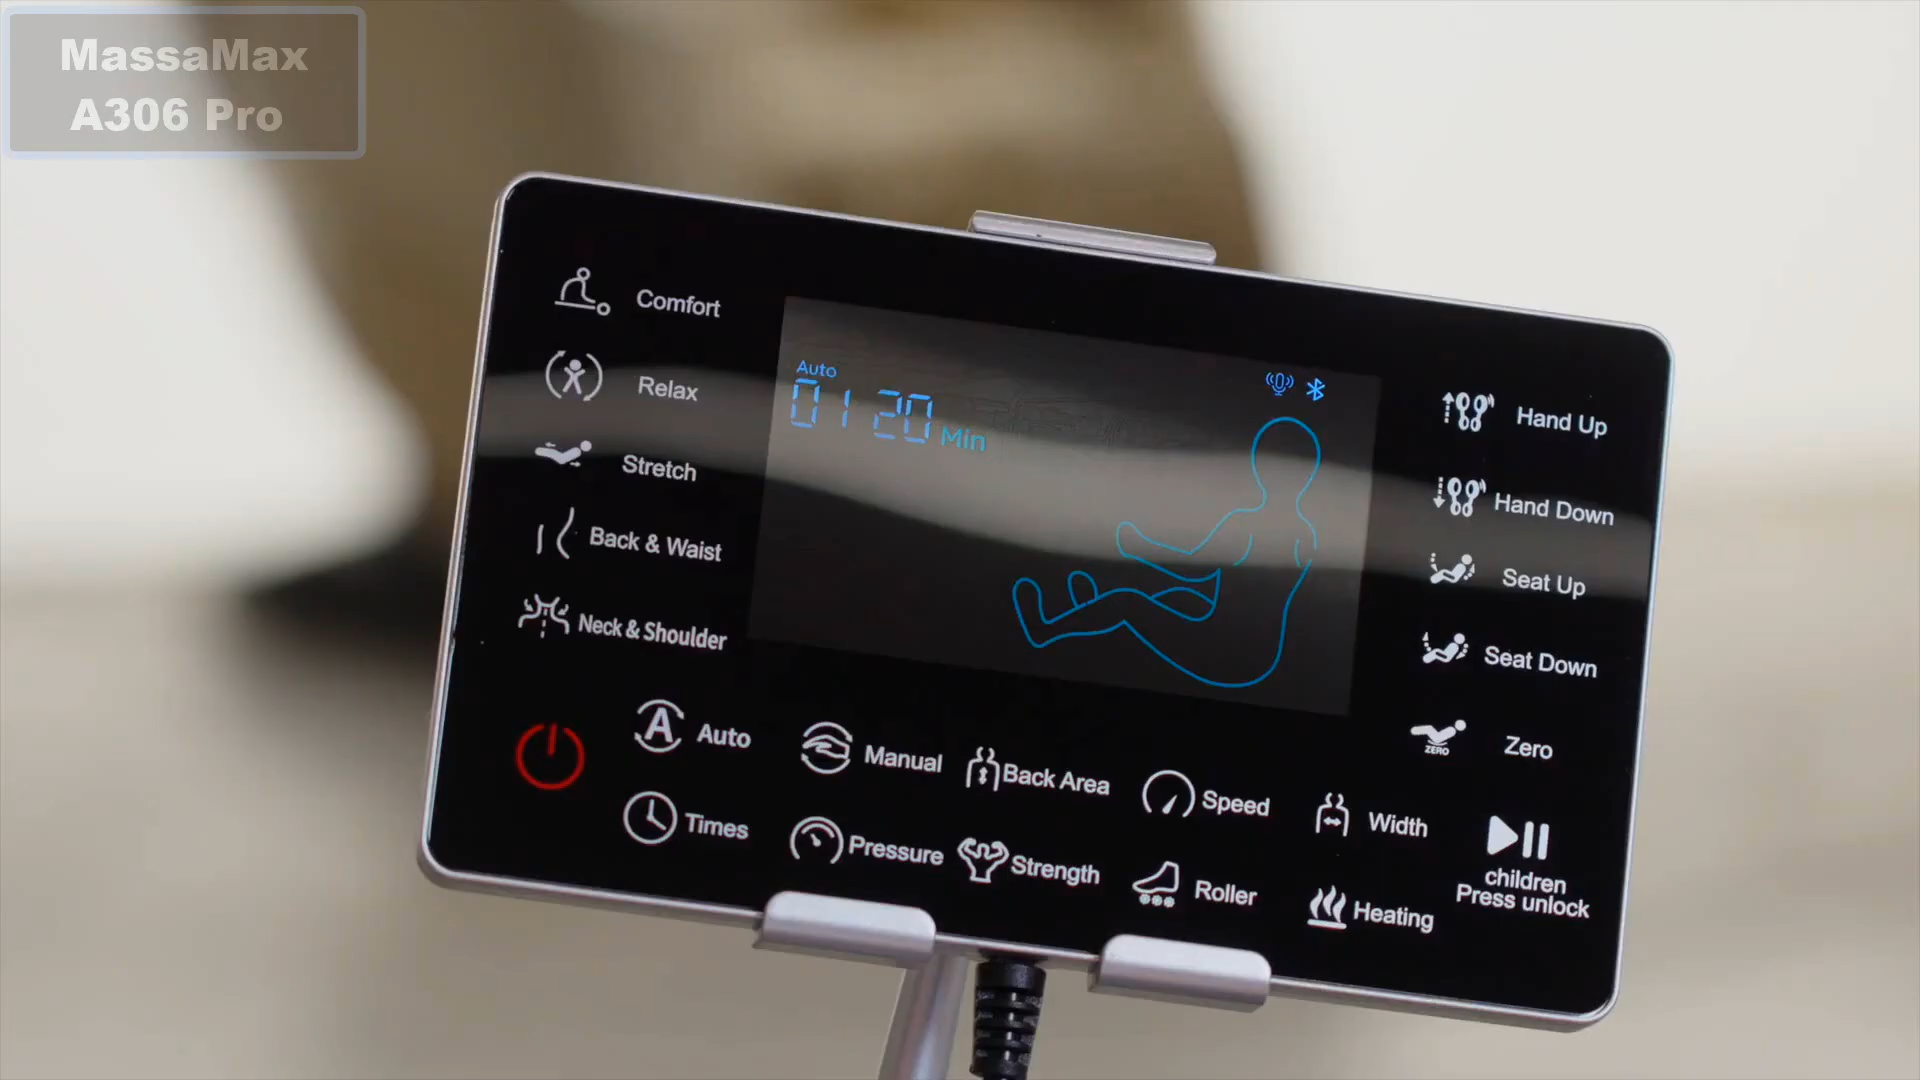 MassaMax
A306 Pro
Comfort
Relax
Stretch
Back & Waist
Neck & Shoulder
Auto
01 20 Min
Hand Up
Hand Down
Seat Up
Seat Down
ZERO
Zero
A Auto
Manual
Back Area
Speed
Width
Times
Pressure
Strength
Roller
Heating
children
Press unlock